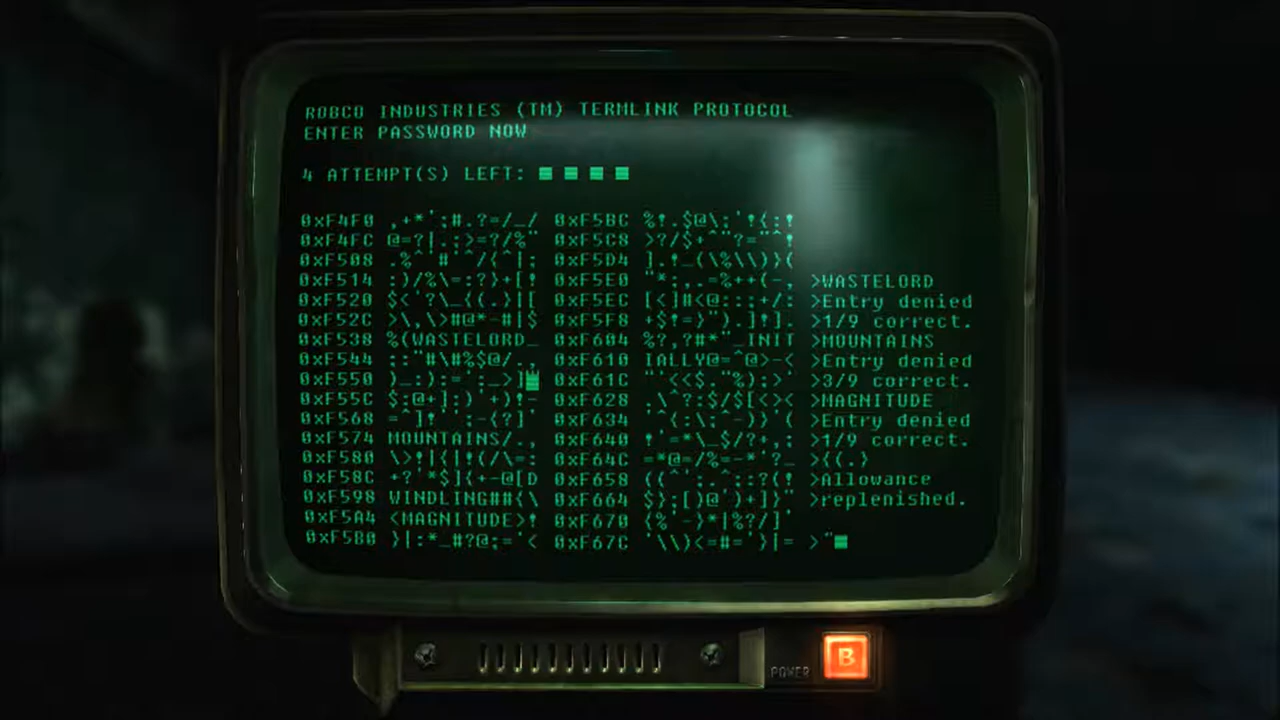 ROBCO INDUSTRIES (TM) TERMLINK PROTOCOL
ENTER PASSWORD NOW
4 ATTEMPT(S) LEFT:
0xF4F0 ,+*':#.?=/_/ 0xF5BC %!.$@\:'!{:!
0xF4FC @=?|.:>=?/%" 0xF5C8 >?/$+^"?="^!
0xF508 .%^'#'^/{^|: 0xF5D4 ].!_(\%\\)}(
0xF514 :)/%\=:?}+[! 0xF5E0 "*:,.=%++(-, >WASTELORD
0xF520 $<'?\_{(.}|[ 0xF5EC [<]#<@:::+/: >Entry denied
0xF52C >\,\>#@*-#|$ 0xF5F8 +$!=}").]!]. >1/9 correct.
0xF538 %(WASTELORD_ 0xF604 %?,?#*'_INIT >MOUNTAINS
0xF544 ::"#\#%$@/., 0xF610 IALLY@=^@>-< >Entry denied
0xF550 )_:):=':_>] 0xF61C "'<<$."%):>' >3/9 correct.
0xF55C $:@+]:)'+)!- 0xF628 .\^?:$/$[<>< >MAGNITUDE
0xF568 =^]!'':-{?]' 0xF634 '^{:\:^-)}'( >Entry denied
0xF574 MOUNTAINS/., 0xF640 !'=*\_$/?+,: >1/9 correct.
0xF580 \>!|{|!(/\=: 0xF64C =*@=/%=-*'?_ >{(.}
0xF58C +?'*$]{+-@[D 0xF658 ((^':.^::?(! >Allowance
0xF598 WINDLING##{\ 0xF664 $}:[)@')+]}" >replenished.
0xF5A4 <MAGNITUDE>! 0xF670 {%'-}*|%?/]'
0xF5B0 }|:*_#?@;='< 0xF67C '\\)<=#='}|= >"
POWER
B